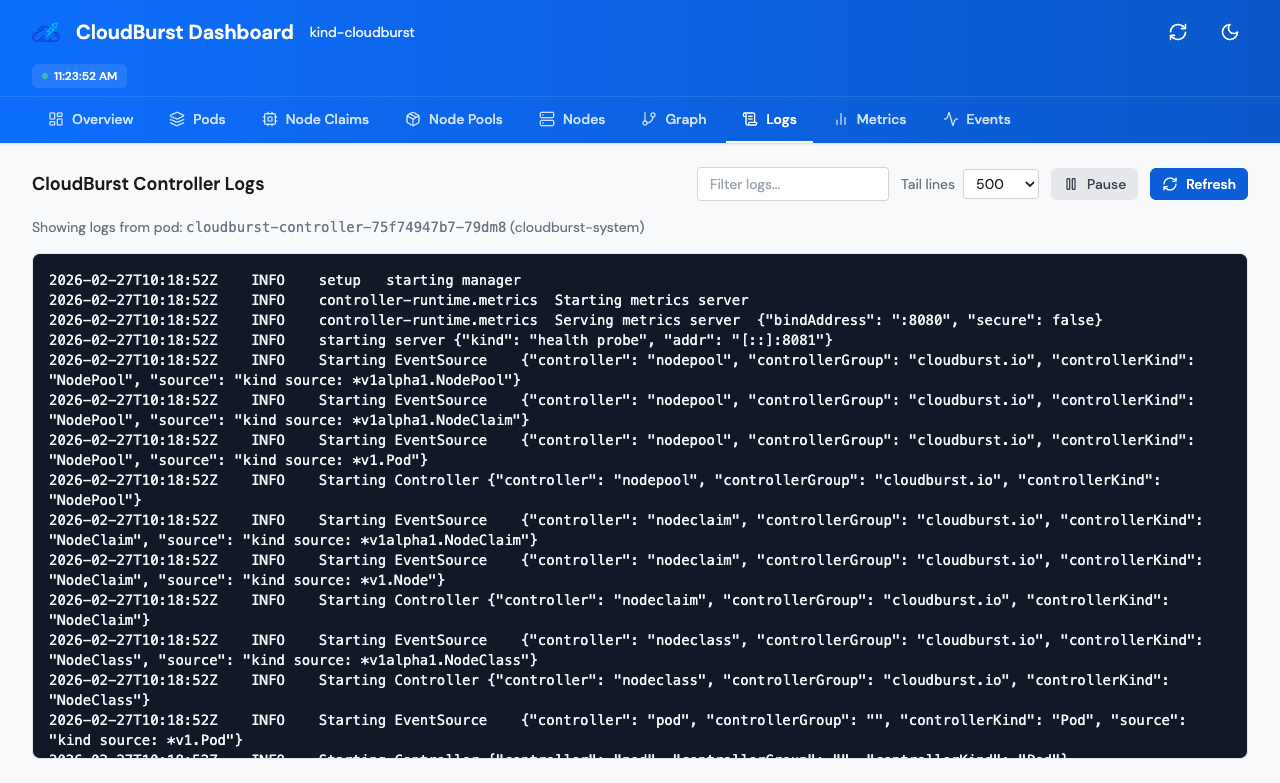 CloudBurst Dashboard kind-cloudburst
11:23:52 AM
Overview Pods Node Claims Node Pools Nodes Graph Logs Metrics Events
CloudBurst Controller Logs Filter logs... Tail lines 500 Pause Refresh
Showing logs from pod: cloudburst-controller-75f74947b7-79dm8 (cloudburst-system)
2026-02-27T10:18:52Z    INFO    setup   starting manager
2026-02-27T10:18:52Z    INFO    controller-runtime.metrics  Starting metrics server
2026-02-27T10:18:52Z    INFO    controller-runtime.metrics  Serving metrics server  {"bindAddress": ":8080", "secure": false}
2026-02-27T10:18:52Z    INFO    starting server {"kind": "health probe", "addr": "[::]:8081"}
2026-02-27T10:18:52Z    INFO    Starting EventSource    {"controller": "nodepool", "controllerGroup": "cloudburst.io", "controllerKind":
"NodePool", "source": "kind source: *v1alpha1.NodePool"}
2026-02-27T10:18:52Z    INFO    Starting EventSource    {"controller": "nodepool", "controllerGroup": "cloudburst.io", "controllerKind":
"NodePool", "source": "kind source: *v1alpha1.NodeClaim"}
2026-02-27T10:18:52Z    INFO    Starting EventSource    {"controller": "nodepool", "controllerGroup": "cloudburst.io", "controllerKind":
"NodePool", "source": "kind source: *v1.Pod"}
2026-02-27T10:18:52Z    INFO    Starting Controller {"controller": "nodepool", "controllerGroup": "cloudburst.io", "controllerKind":
"NodePool"}
2026-02-27T10:18:52Z    INFO    Starting EventSource    {"controller": "nodeclaim", "controllerGroup": "cloudburst.io", "controllerKind":
"NodeClaim", "source": "kind source: *v1alpha1.NodeClaim"}
2026-02-27T10:18:52Z    INFO    Starting EventSource    {"controller": "nodeclaim", "controllerGroup": "cloudburst.io", "controllerKind":
"NodeClaim", "source": "kind source: *v1.Node"}
2026-02-27T10:18:52Z    INFO    Starting Controller {"controller": "nodeclaim", "controllerGroup": "cloudburst.io", "controllerKind":
"NodeClaim"}
2026-02-27T10:18:52Z    INFO    Starting EventSource    {"controller": "nodeclass", "controllerGroup": "cloudburst.io", "controllerKind":
"NodeClass", "source": "kind source: *v1alpha1.NodeClass"}
2026-02-27T10:18:52Z    INFO    Starting Controller {"controller": "nodeclass", "controllerGroup": "cloudburst.io", "controllerKind":
"NodeClass"}
2026-02-27T10:18:52Z    INFO    Starting EventSource    {"controller": "pod", "controllerGroup": "", "controllerKind": "Pod", "source":
"kind source: *v1.Pod"}
2026-02-27T10:18:52Z    INFO    Starting Controller {"controller": "pod", "controllerGroup": "", "controllerKind": "Pod"}